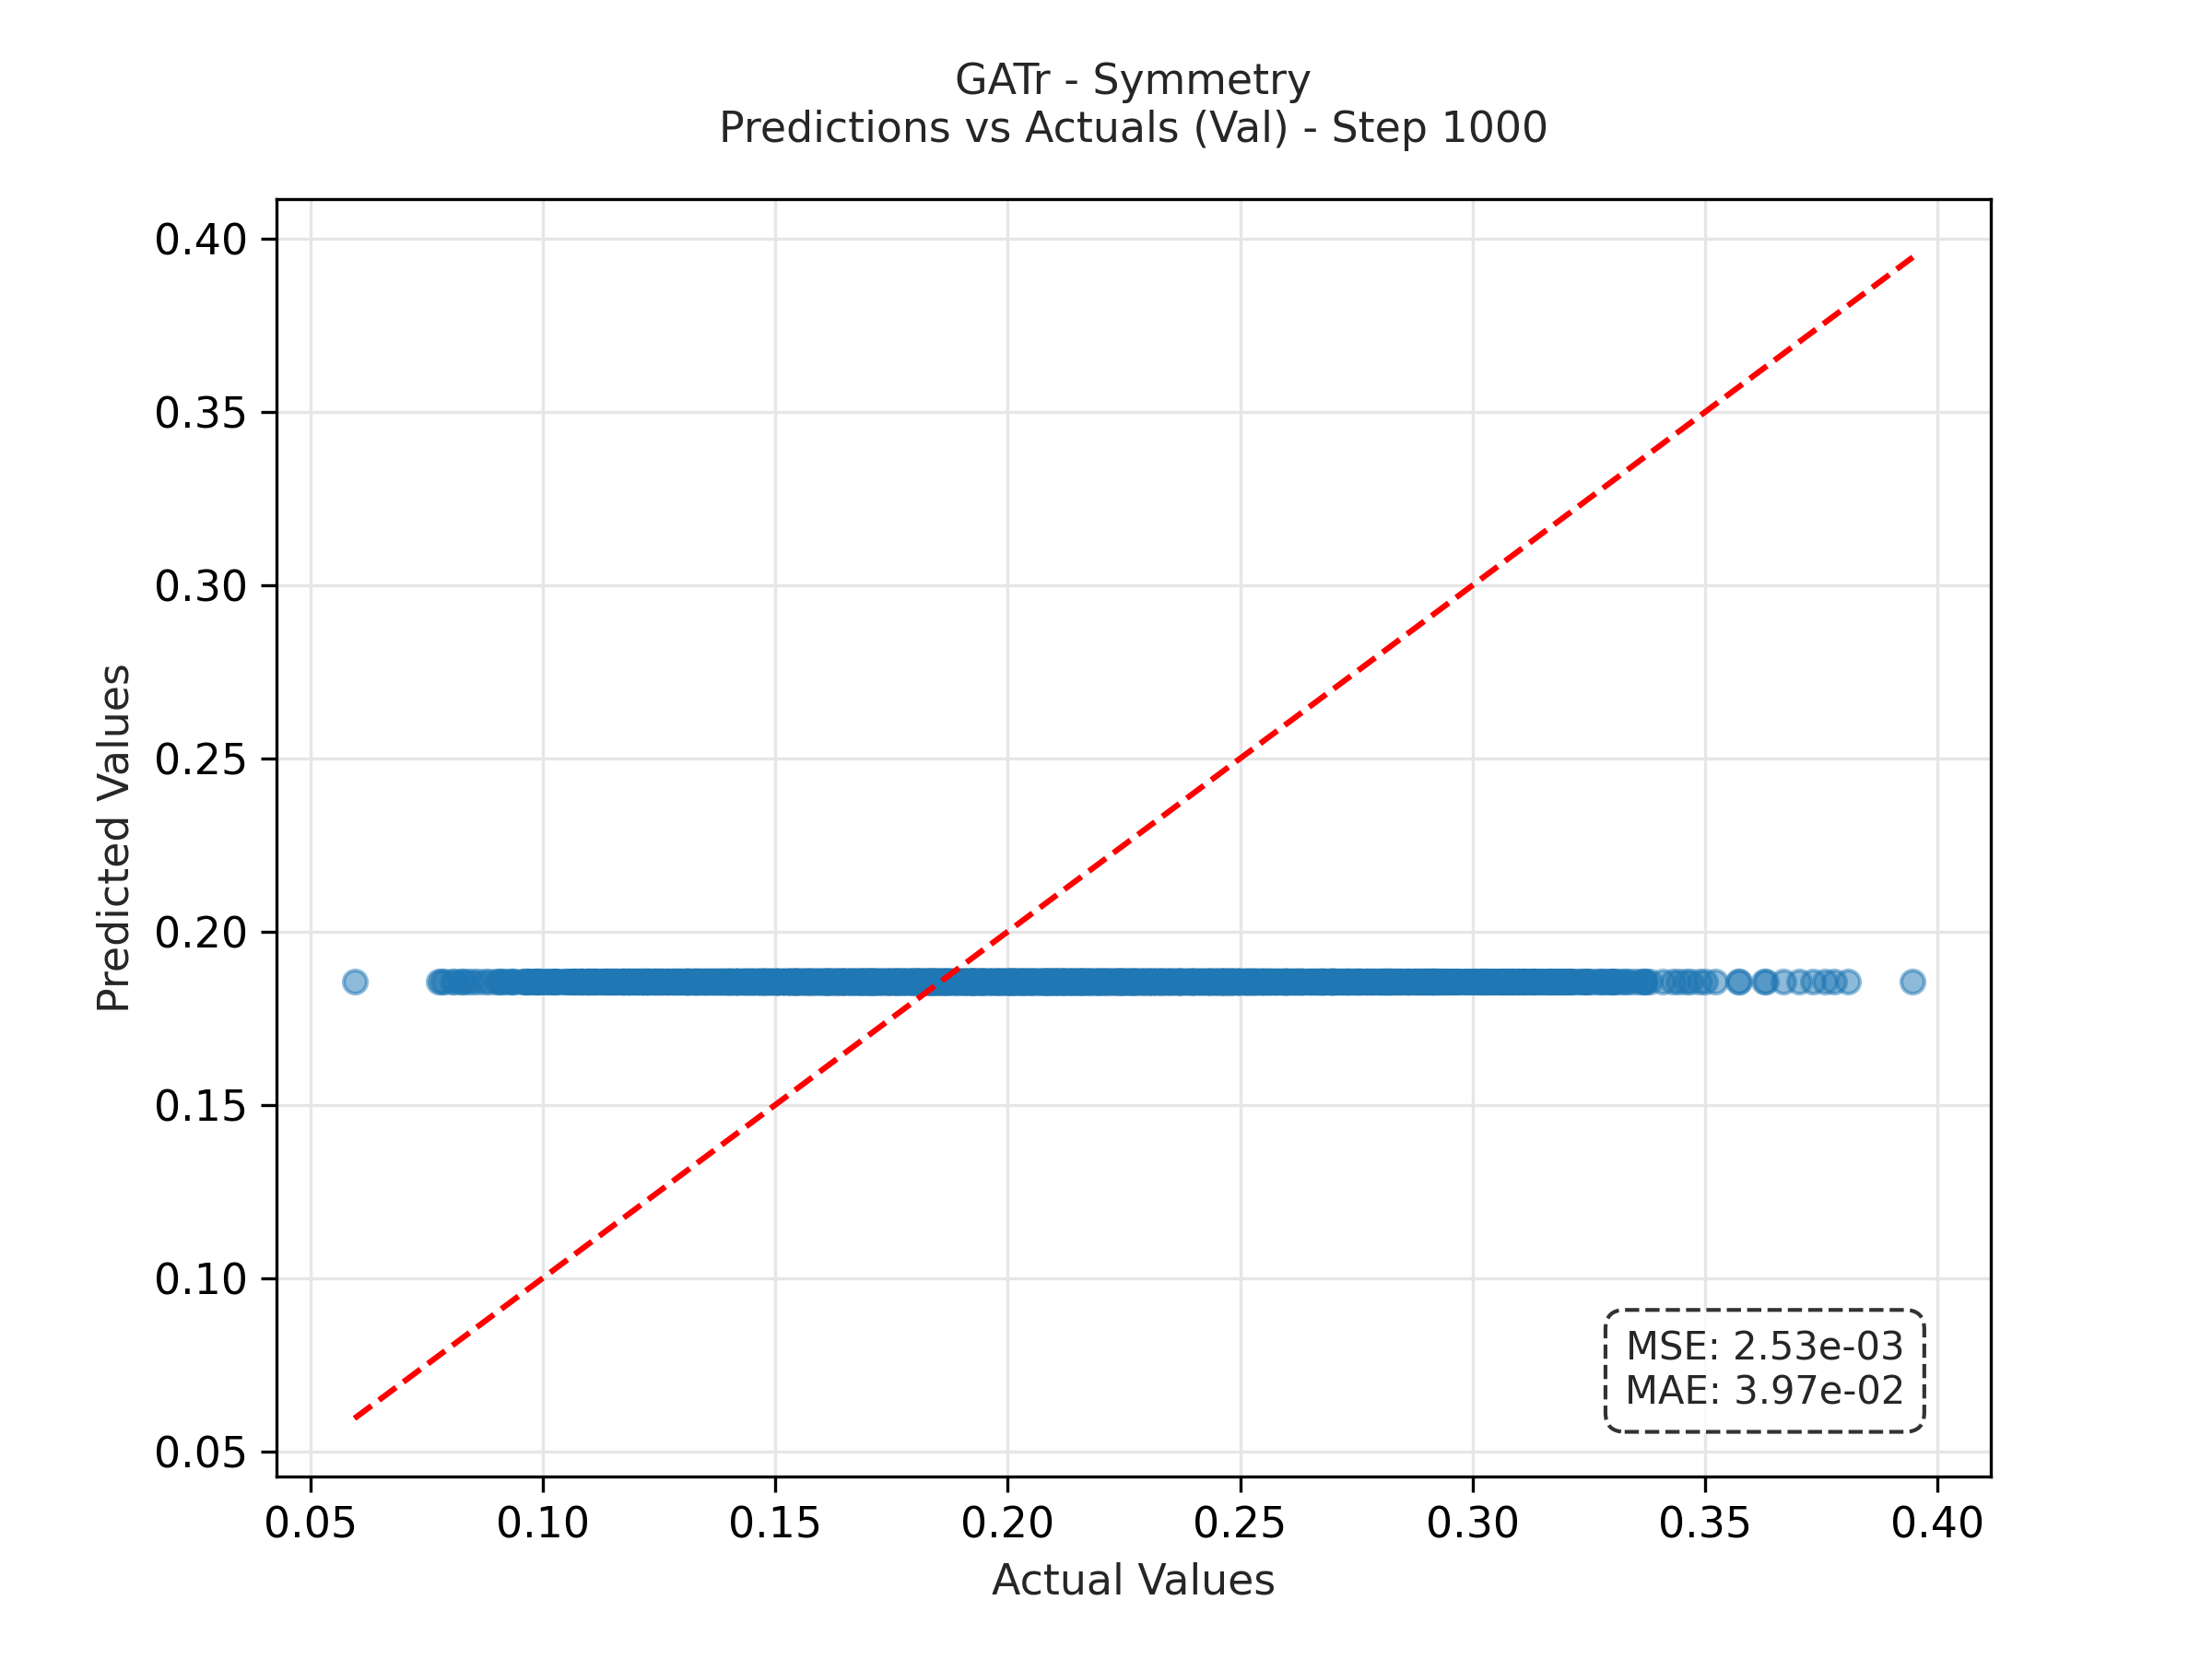 GATr - Symmetry
Predictions vs Actuals (Val) - Step 1000
0.40
0.35
0.30
0.25
0.20
0.15
0.10
0.05
Predicted Values
MSE: 2.53e-03
MAE: 3.97e-02
0.05 0.10 0.15 0.20 0.25 0.30 0.35 0.40
Actual Values